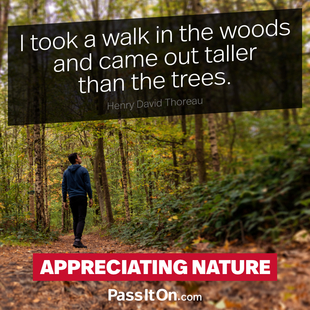 I took a walk in the woods
and came out taller
than the trees.
Henry David Thoreau
APPRECIATING NATURE
PassItOn.com